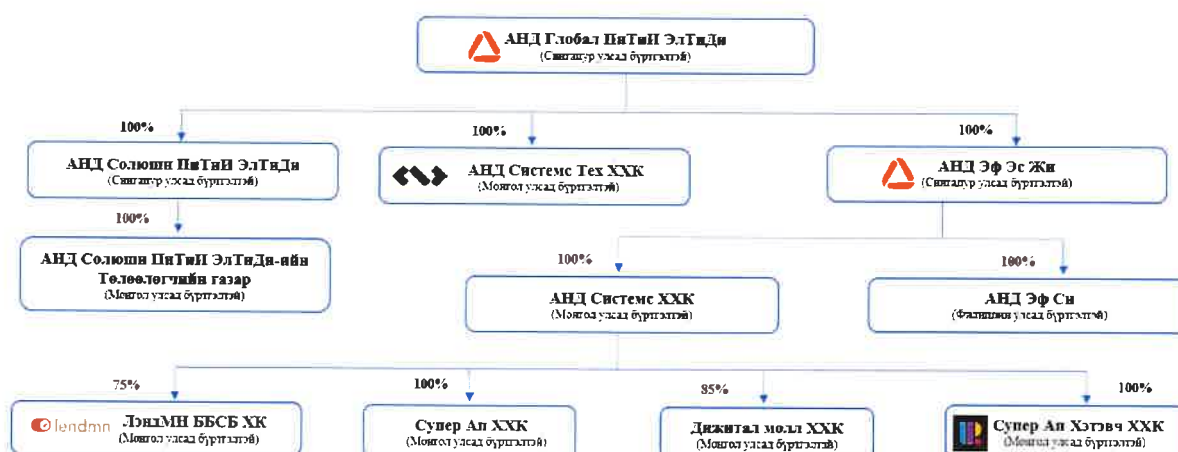 АНД Глобал ПиТиИ ЭлТиДи
(Сингапур улсад бүртгэлтэй)
100%
100%
100%
АНД Солюшн ПиТиИ ЭлТиДи
(Сингапур улсад бүртгэлтэй)
АНД Системс Тех ХХК
(Монгол улсад бүртгэлтэй)
АНД Эф Эс Жи
(Сингапур улсад бүртгэлтэй)
100%
АНД Солюшн ПиТиИ ЭлТиДи-ийн
Төлөөлөгчийн газар
(Монгол улсад бүртгэлтэй)
100%
100%
АНД Системс ХХК
(Монгол улсад бүртгэлтэй)
АНД Эф Си
(Филиппин улсад бүртгэлтэй)
75%
100%
85%
100%
lendmn
ЛэндМН ББСБ ХК
(Монгол улсад бүртгэлтэй)
Супер Ап ХХК
(Монгол улсад бүртгэлтэй)
Дижитал молл ХХК
(Монгол улсад бүртгэлтэй)
Супер Ап Хэтэвч ХХК
(Монгол улсад бүртгэлтэй)